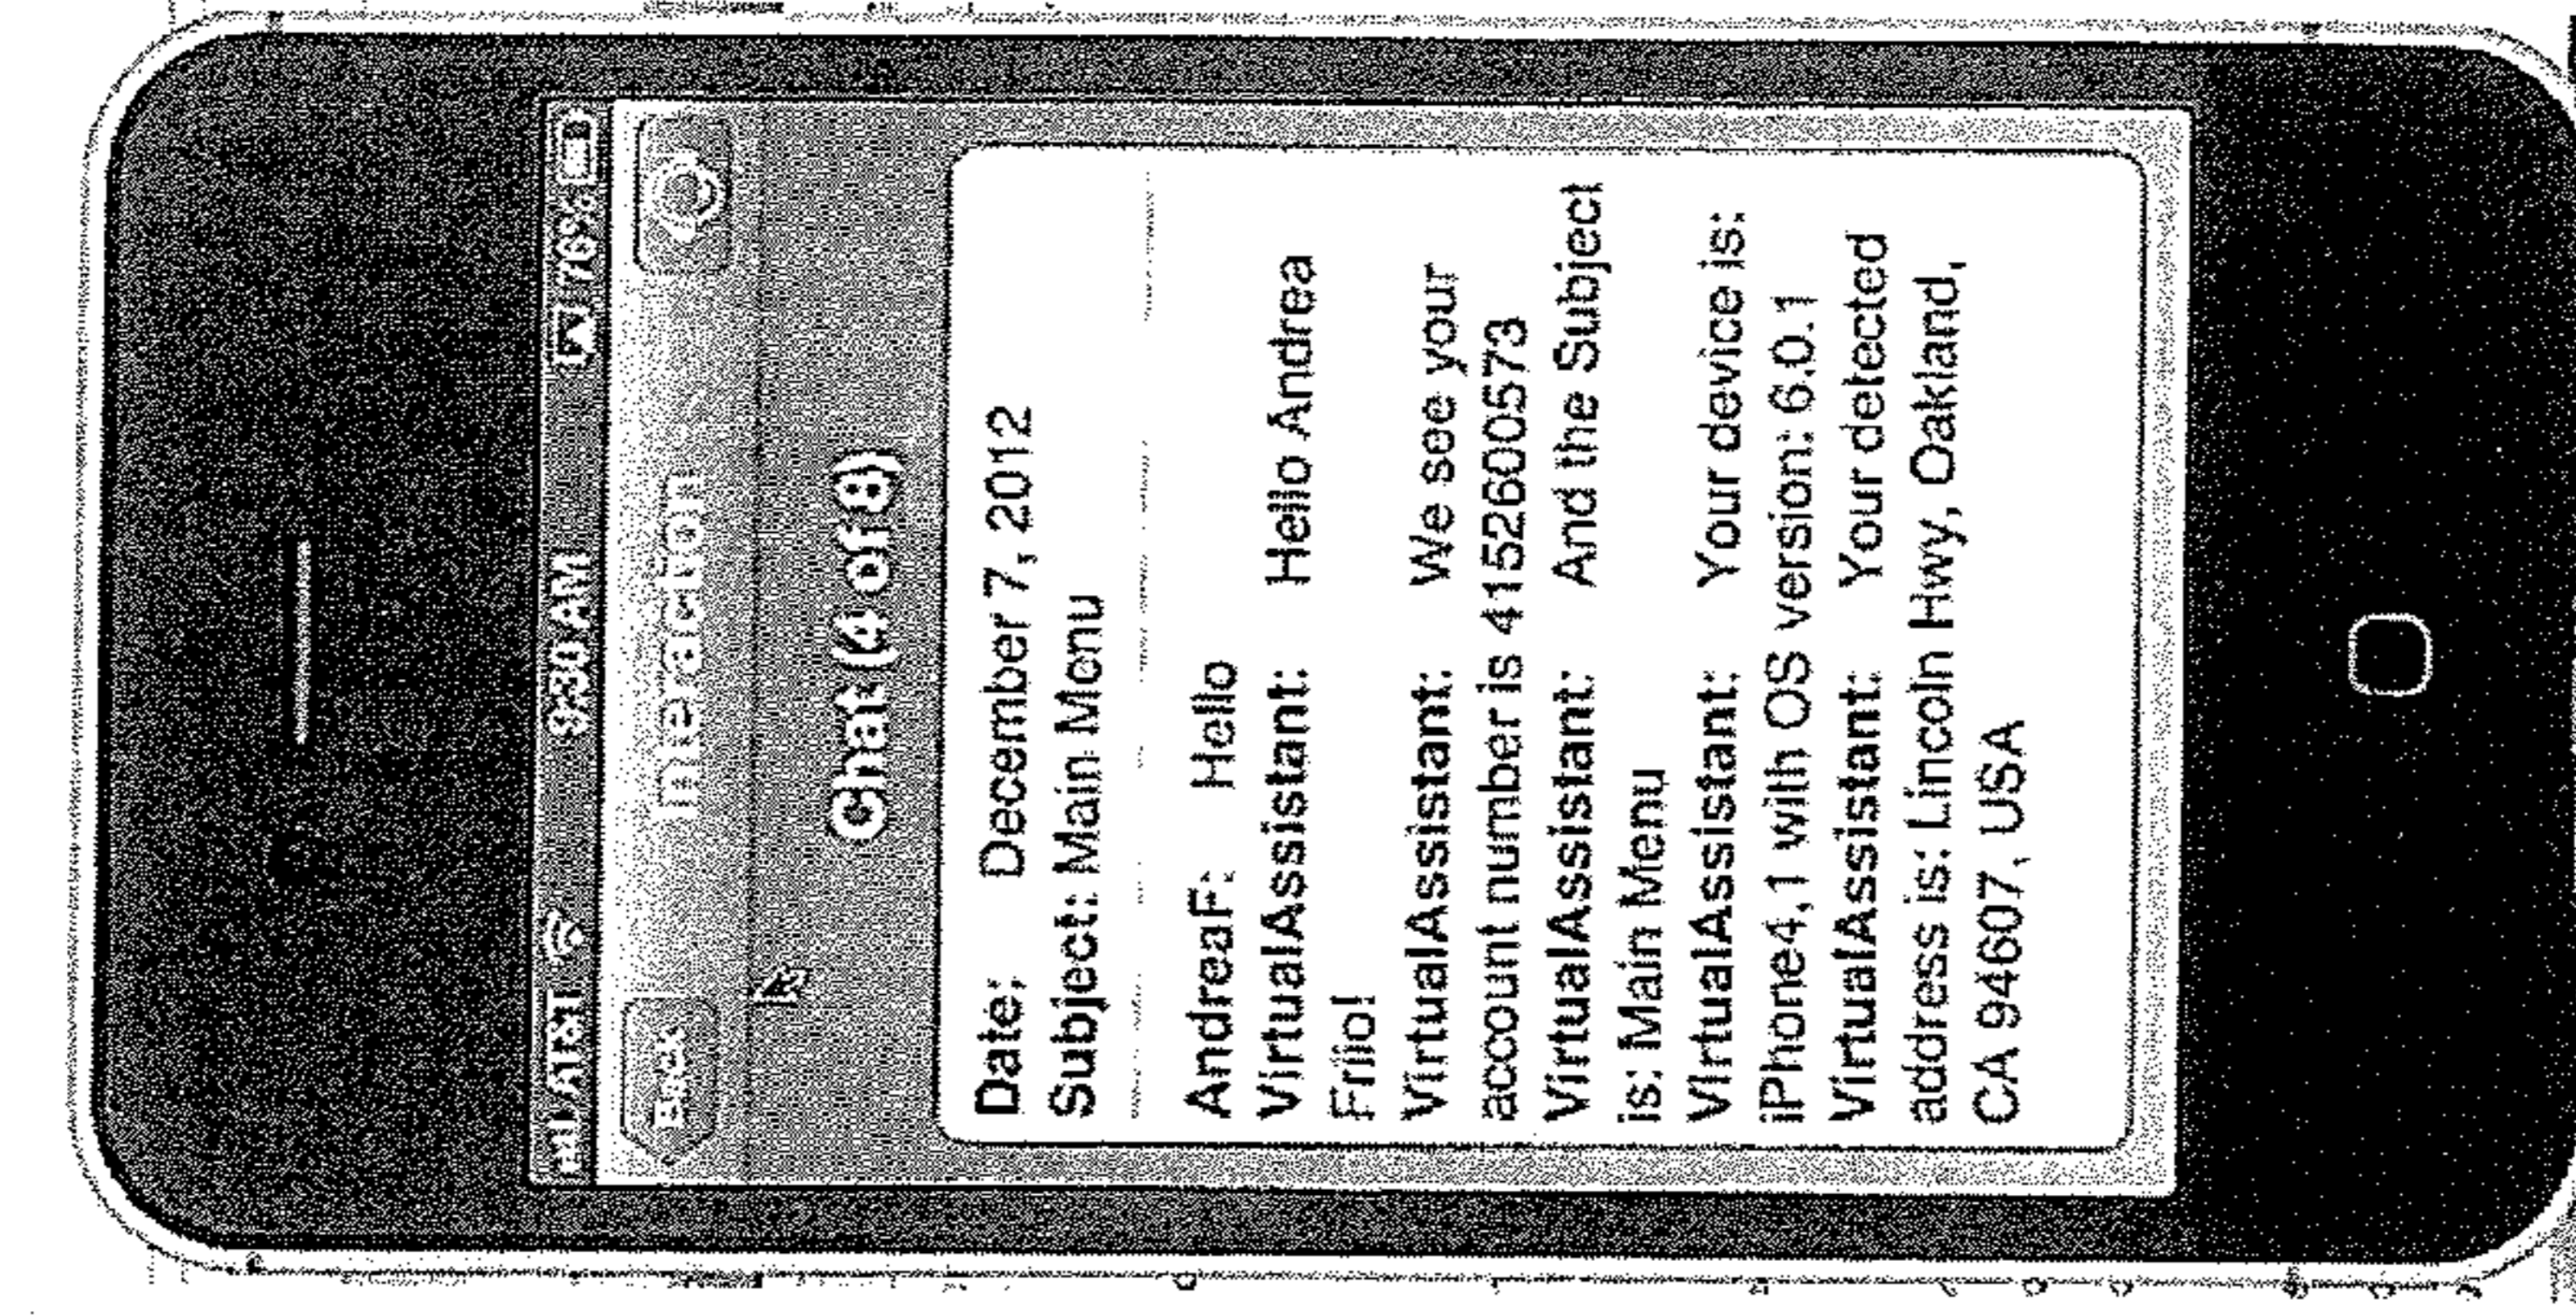 AT&T 9:30 AM 76%
Back Interaction
Chat (4 of 8)
Date: December 7, 2012
Subject: Main Menu
AndreaF: Hello
VirtualAssistant: Hello Andrea
Friio!
VirtualAssistant: We see your
account number is 4152600573
VirtualAssistant: And the Subject
is: Main Menu
VirtualAssistant: Your device is:
iPhone4,1 with OS version: 6.0.1
VirtualAssistant: Your detected
address is: Lincoln Hwy, Oakland,
CA 94607, USA